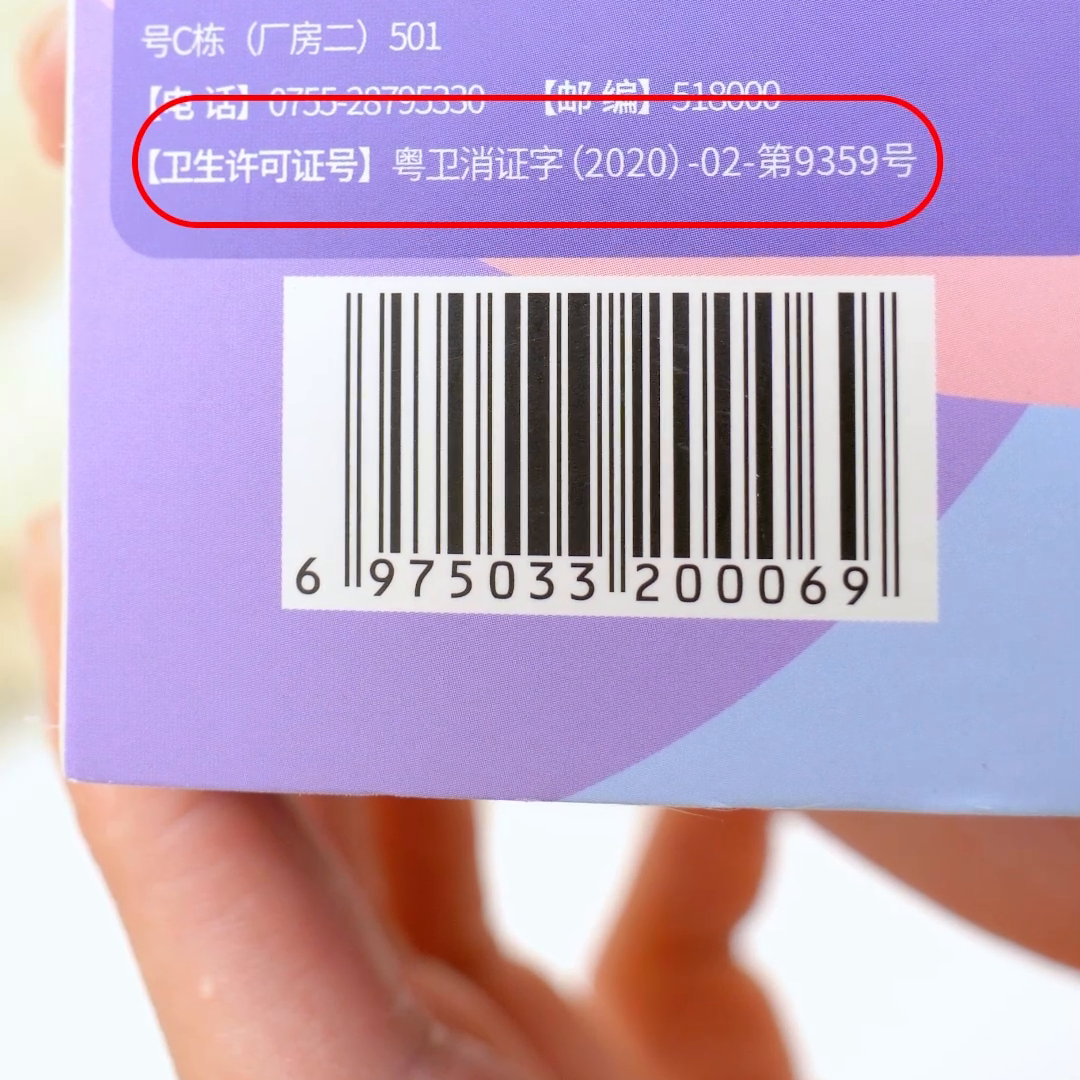 号C栋（厂房二）501
【电 话】0755-28795330 【邮 编】518000
【卫生许可证号】粤卫消证字(2020)-02-第9359号
6 975033 200069